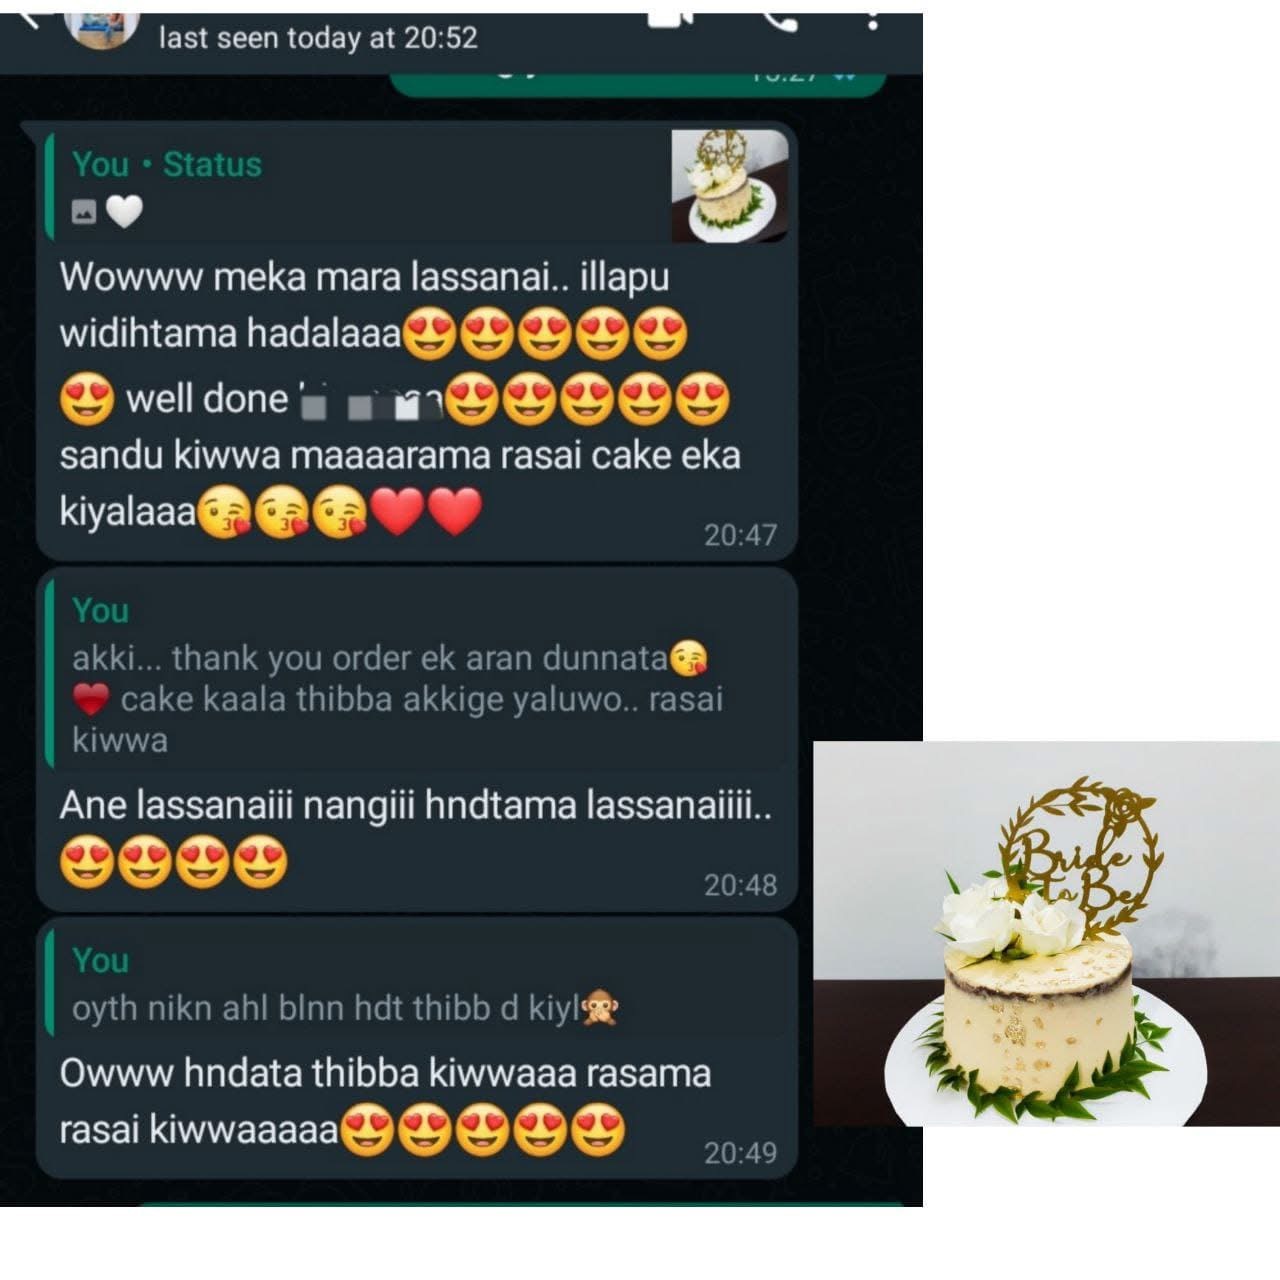 last seen today at 20:52
You • Status
🤍
Wowww meka mara lassanai.. illapu
widihtama hadalaaa😍😍😍😍😍
😍 well done 😍😍😍😍😍
sandu kiwwa maaaarama rasai cake eka
kiyalaaa😘😘😘❤️❤️
20:47
You
akki... thank you order ek aran dunnata😘
❤️ cake kaala thibba akkige yaluwo.. rasai
kiwwa
Ane lassanaiii nangiii hndtama lassanaiiii..
😍😍😍😍
20:48
You
oyth nikn ahl blnn hdt thibb d kiyl🙊
Owww hndata thibba kiwwaaa rasama
rasai kiwwaaaaa😍😍😍😍😍
20:49
Bride
to Be